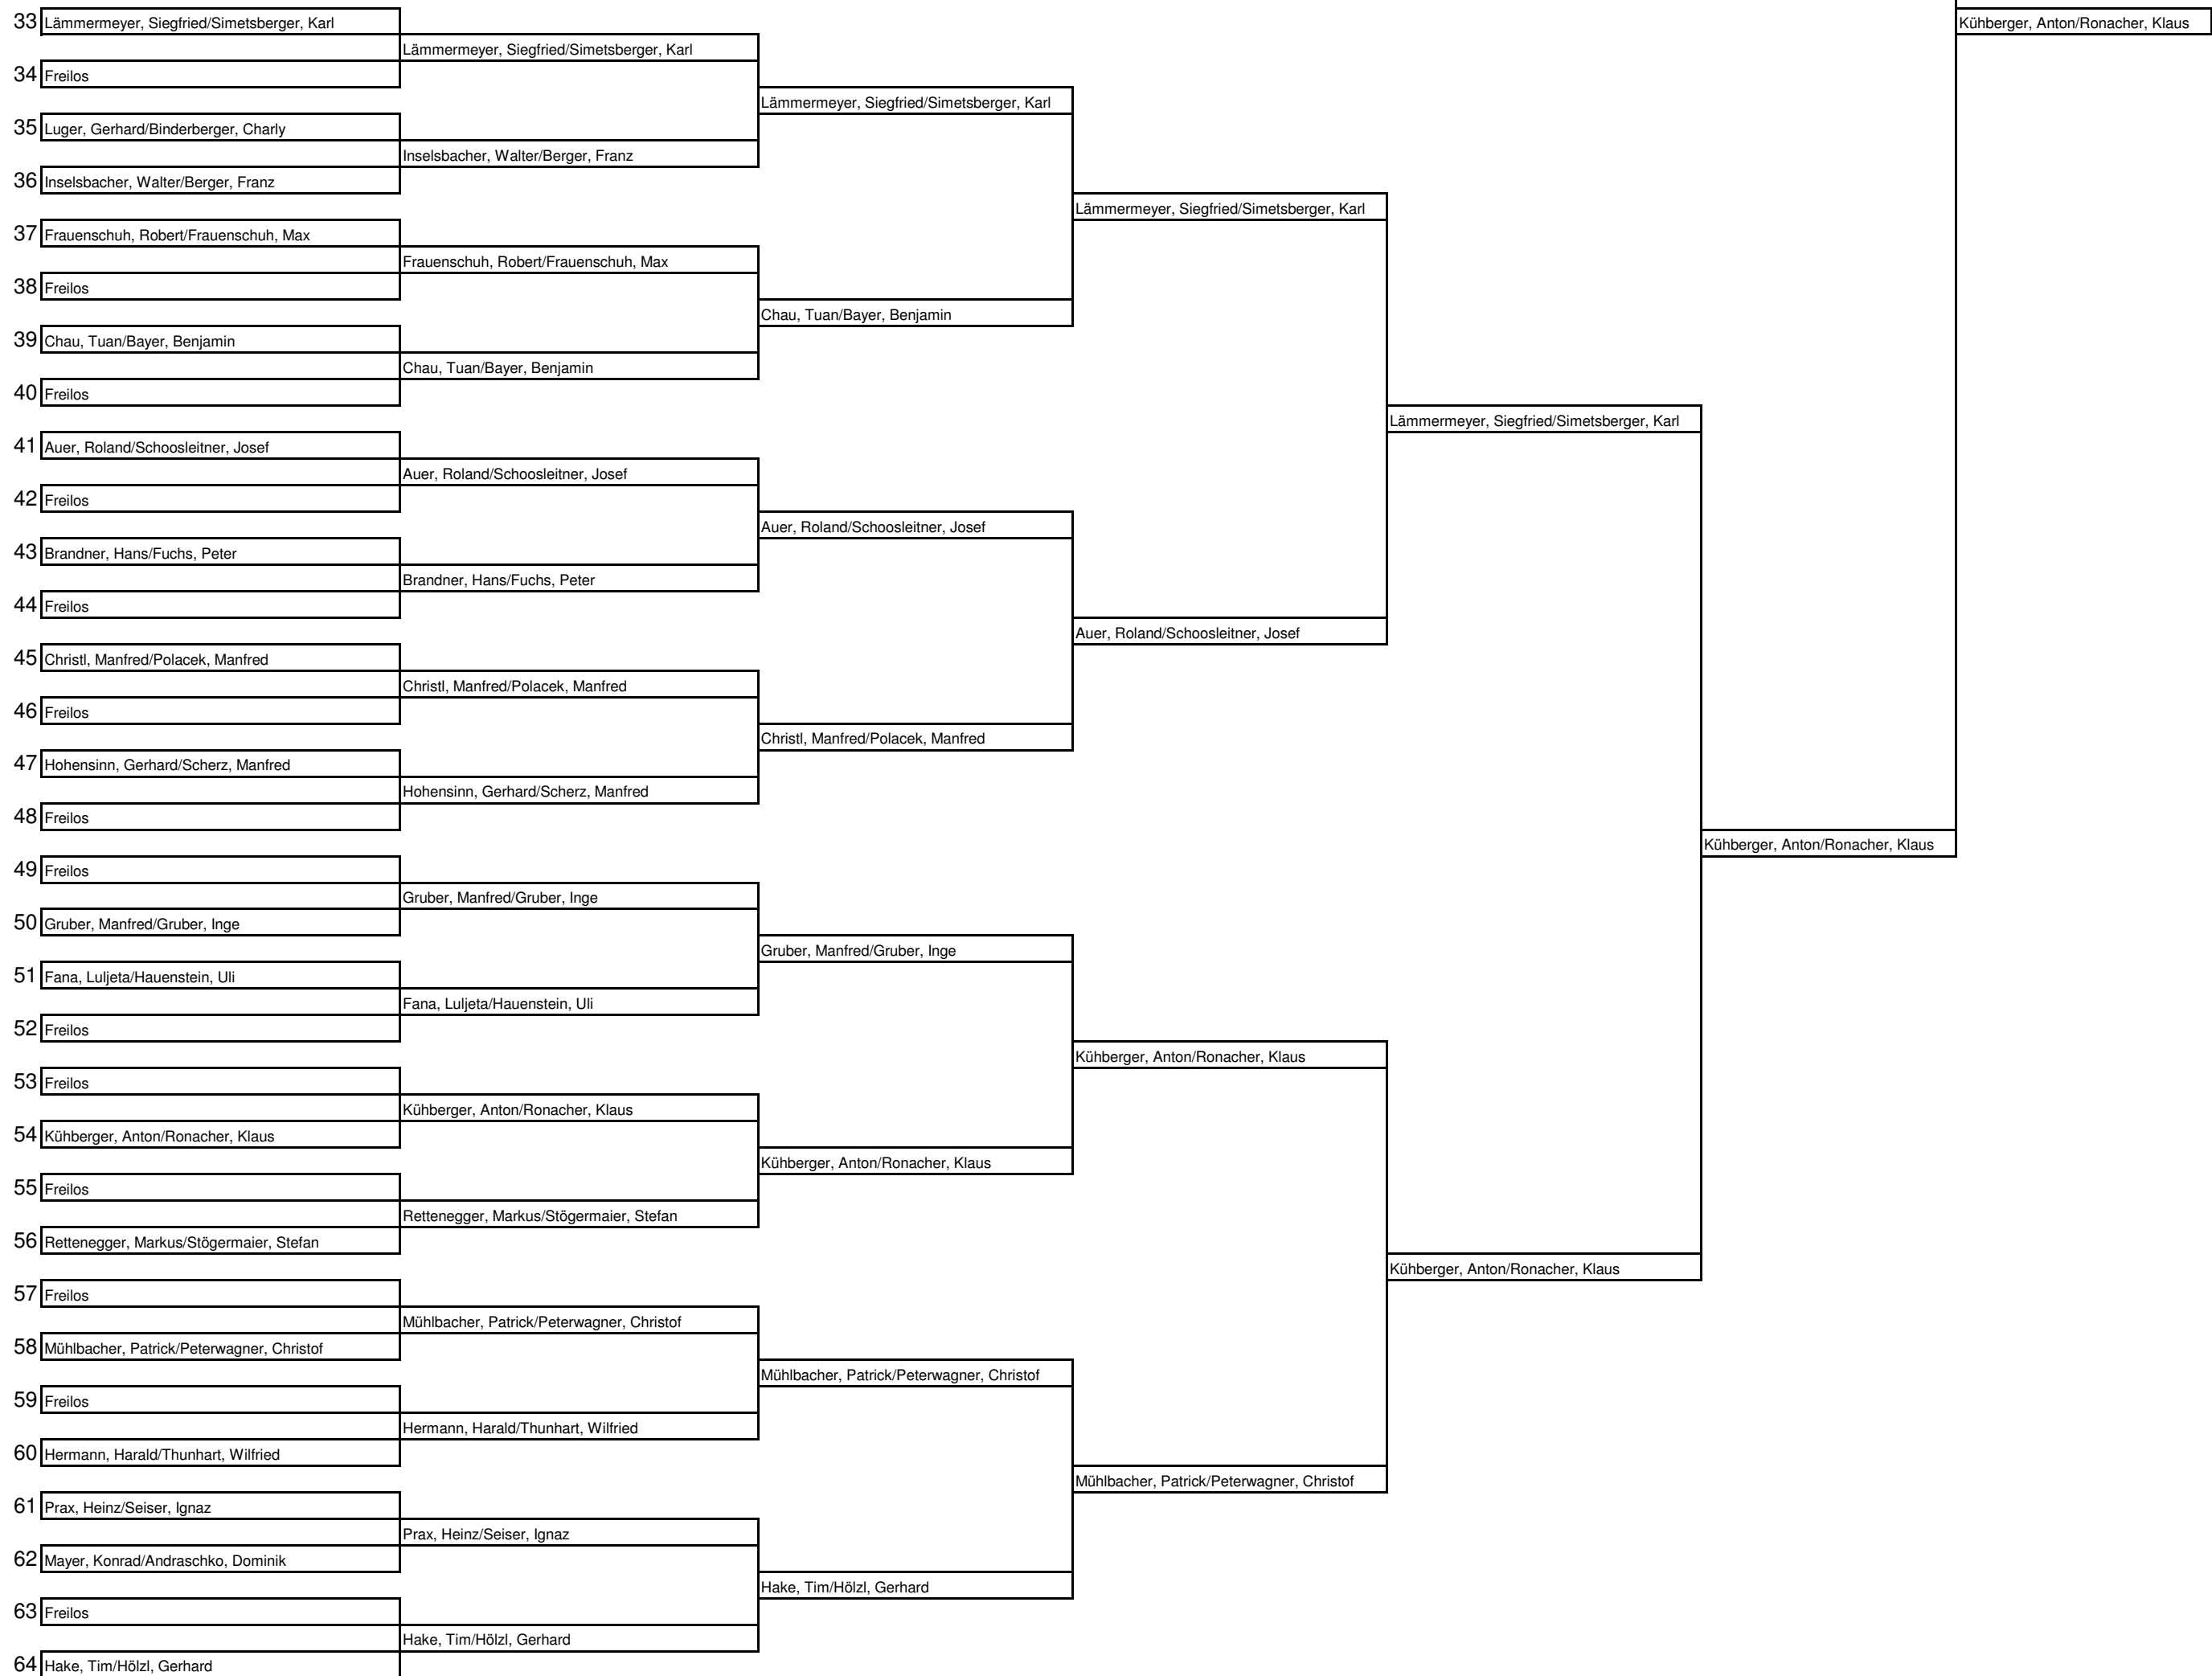 33 Lämmermeyer, Siegfried/Simetsberger, Karl
Kühberger, Anton/Ronacher, Klaus
Lämmermeyer, Siegfried/Simetsberger, Karl
34 Freilos
Lämmermeyer, Siegfried/Simetsberger, Karl
35 Luger, Gerhard/Binderberger, Charly
Inselsbacher, Walter/Berger, Franz
36 Inselsbacher, Walter/Berger, Franz
Lämmermeyer, Siegfried/Simetsberger, Karl
37 Frauenschuh, Robert/Frauenschuh, Max
Frauenschuh, Robert/Frauenschuh, Max
38 Freilos
Chau, Tuan/Bayer, Benjamin
39 Chau, Tuan/Bayer, Benjamin
Chau, Tuan/Bayer, Benjamin
40 Freilos
Lämmermeyer, Siegfried/Simetsberger, Karl
41 Auer, Roland/Schoosleitner, Josef
Auer, Roland/Schoosleitner, Josef
42 Freilos
Auer, Roland/Schoosleitner, Josef
43 Brandner, Hans/Fuchs, Peter
Brandner, Hans/Fuchs, Peter
44 Freilos
Auer, Roland/Schoosleitner, Josef
45 Christl, Manfred/Polacek, Manfred
Christl, Manfred/Polacek, Manfred
46 Freilos
Christl, Manfred/Polacek, Manfred
47 Hohensinn, Gerhard/Scherz, Manfred
Hohensinn, Gerhard/Scherz, Manfred
48 Freilos
Kühberger, Anton/Ronacher, Klaus
49 Freilos
Gruber, Manfred/Gruber, Inge
50 Gruber, Manfred/Gruber, Inge
Gruber, Manfred/Gruber, Inge
51 Fana, Luljeta/Hauenstein, Uli
Fana, Luljeta/Hauenstein, Uli
52 Freilos
Kühberger, Anton/Ronacher, Klaus
53 Freilos
Kühberger, Anton/Ronacher, Klaus
54 Kühberger, Anton/Ronacher, Klaus
Kühberger, Anton/Ronacher, Klaus
55 Freilos
Rettenegger, Markus/Stögermaier, Stefan
56 Rettenegger, Markus/Stögermaier, Stefan
Kühberger, Anton/Ronacher, Klaus
57 Freilos
Mühlbacher, Patrick/Peterwagner, Christof
58 Mühlbacher, Patrick/Peterwagner, Christof
Mühlbacher, Patrick/Peterwagner, Christof
59 Freilos
Hermann, Harald/Thunhart, Wilfried
60 Hermann, Harald/Thunhart, Wilfried
Mühlbacher, Patrick/Peterwagner, Christof
61 Prax, Heinz/Seiser, Ignaz
Prax, Heinz/Seiser, Ignaz
62 Mayer, Konrad/Andraschko, Dominik
Hake, Tim/Hölzl, Gerhard
63 Freilos
Hake, Tim/Hölzl, Gerhard
64 Hake, Tim/Hölzl, Gerhard